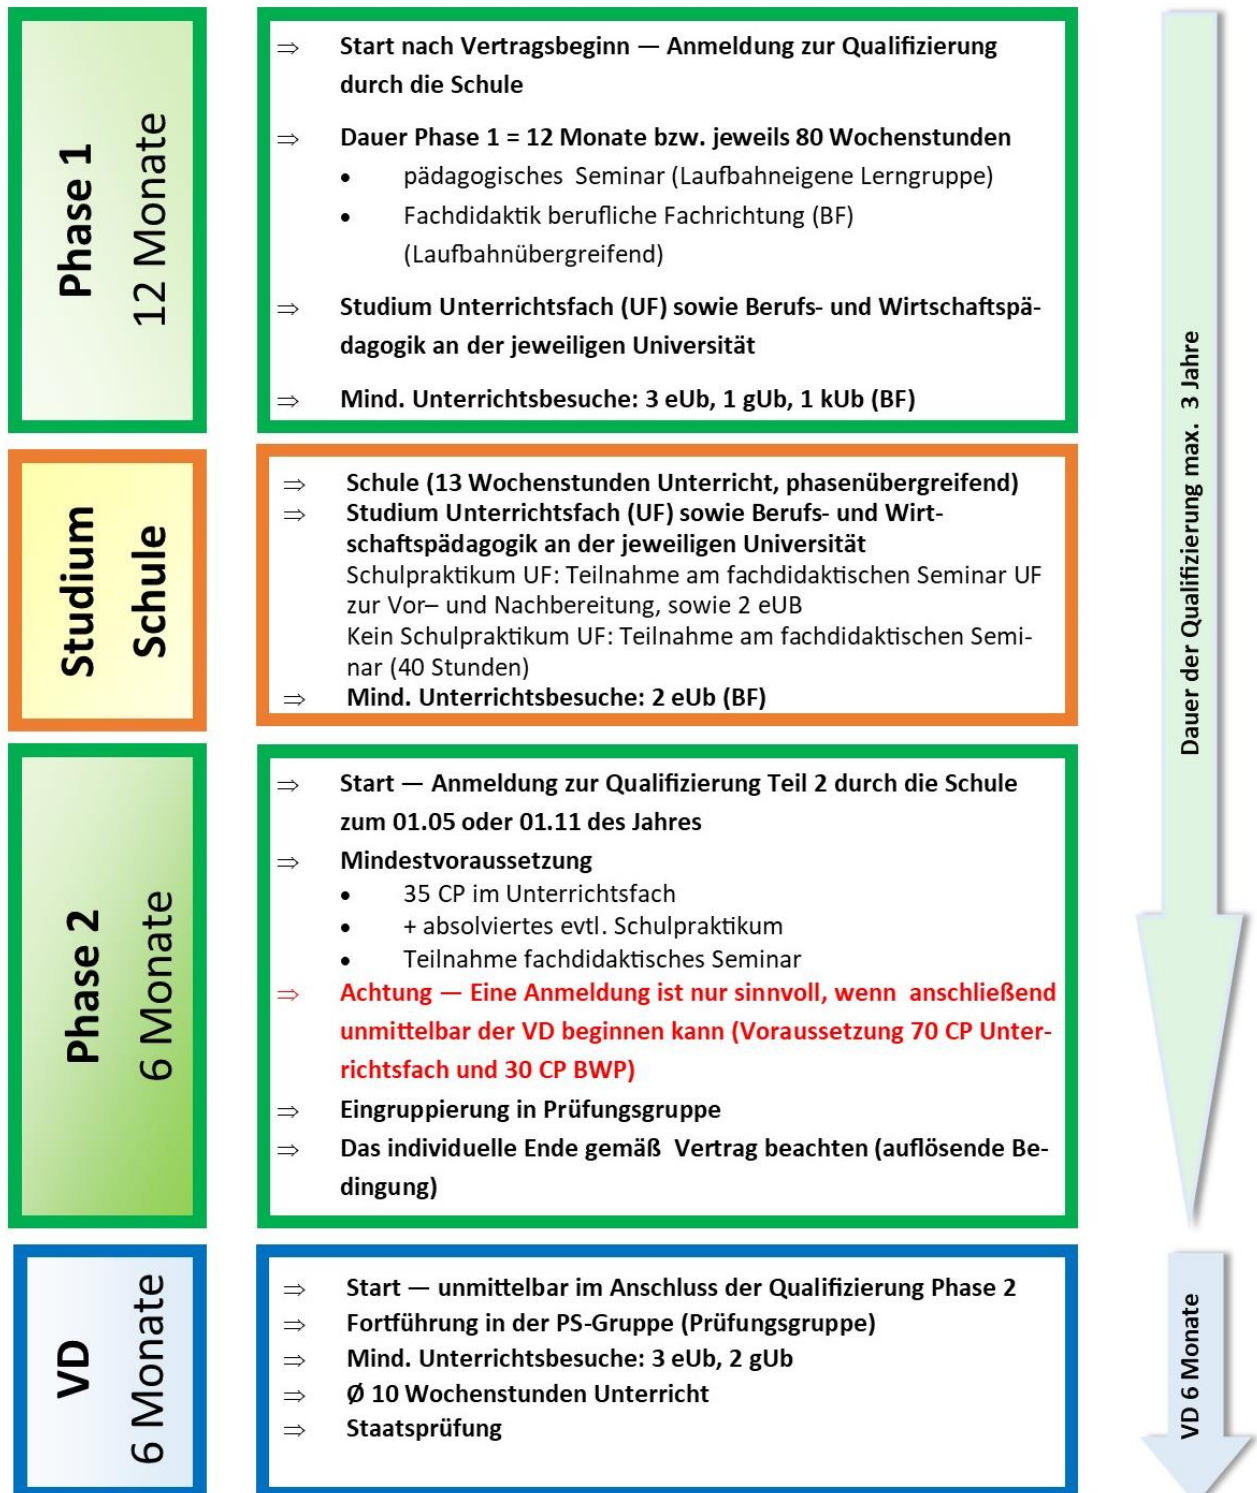 Phase 1
12 Monate
⇒ Start nach Vertragsbeginn — Anmeldung zur Qualifizierung
durch die Schule
⇒ Dauer Phase 1 = 12 Monate bzw. jeweils 80 Wochenstunden
• pädagogisches  Seminar (Laufbahneigene Lerngruppe)
• Fachdidaktik berufliche Fachrichtung (BF)
(Laufbahnübergreifend)
⇒ Studium Unterrichtsfach (UF) sowie Berufs- und Wirtschaftspä-
dagogik an der jeweiligen Universität
⇒ Mind. Unterrichtsbesuche: 3 eUb, 1 gUb, 1 kUb (BF)
Studium
Schule
⇒ Schule (13 Wochenstunden Unterricht, phasenübergreifend)
⇒ Studium Unterrichtsfach (UF) sowie Berufs- und Wirt-
schaftspädagogik an der jeweiligen Universität
Schulpraktikum UF: Teilnahme am fachdidaktischen Seminar UF
zur Vor– und Nachbereitung, sowie 2 eUB
Kein Schulpraktikum UF: Teilnahme am fachdidaktischen Semi-
nar (40 Stunden)
⇒ Mind. Unterrichtsbesuche: 2 eUb (BF)
Phase 2
6 Monate
⇒ Start — Anmeldung zur Qualifizierung Teil 2 durch die Schule
zum 01.05 oder 01.11 des Jahres
⇒ Mindestvoraussetzung
• 35 CP im Unterrichtsfach
• + absolviertes evtl. Schulpraktikum
• Teilnahme fachdidaktisches Seminar
⇒ Achtung — Eine Anmeldung ist nur sinnvoll, wenn  anschließend
unmittelbar der VD beginnen kann (Voraussetzung 70 CP Unter-
richtsfach und 30 CP BWP)
⇒ Eingruppierung in Prüfungsgruppe
⇒ Das individuelle Ende gemäß  Vertrag beachten (auflösende Be-
dingung)
VD
6 Monate
⇒ Start — unmittelbar im Anschluss der Qualifizierung Phase 2
⇒ Fortführung in der PS-Gruppe (Prüfungsgruppe)
⇒ Mind. Unterrichtsbesuche: 3 eUb, 2 gUb
⇒ Ø 10 Wochenstunden Unterricht
⇒ Staatsprüfung
Dauer der Qualifizierung max.  3 Jahre
VD 6 Monate